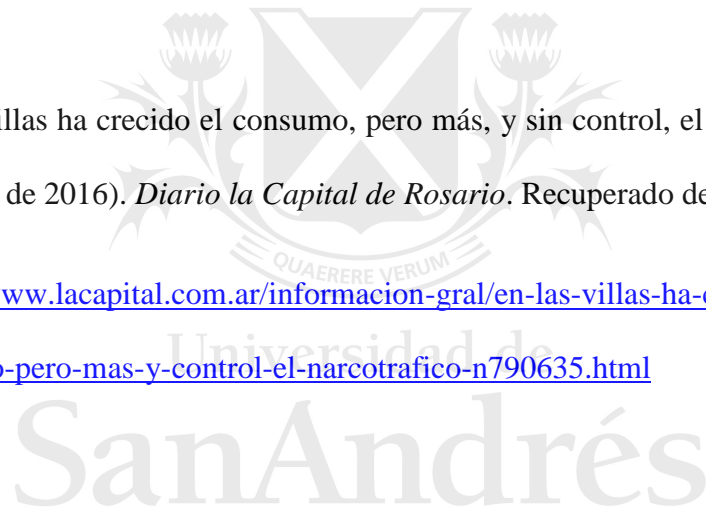 illas ha crecido el consumo, pero más, y sin control, el
de 2016). Diario la Capital de Rosario. Recuperado de
QUAERERE VERUM
ww.lacapital.com.ar/informacion-gral/en-las-villas-ha-
-pero-mas-y-control-el-narcotrafico-n790635.html
Universidad de
SanAndrés